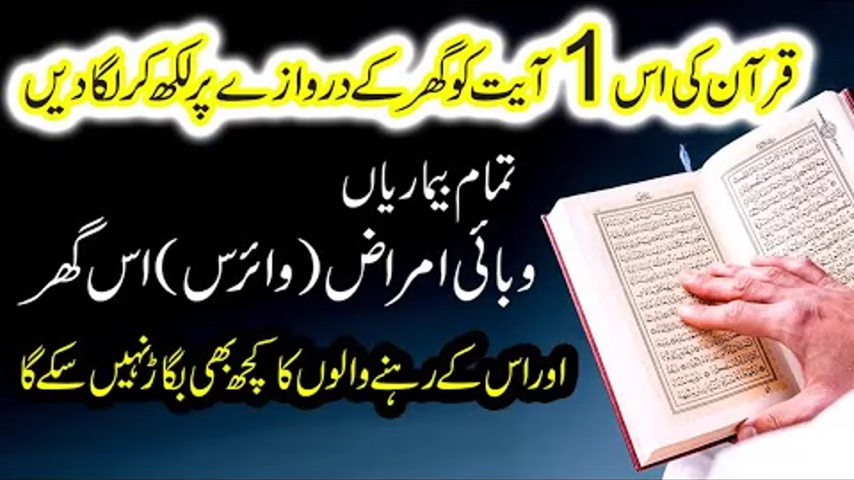 قرآن کی اس 1 آیت کو گھر کے دروازے پر لکھ کر لگا دیں
تمام بیماریاں
وبائی امراض (وائرس) اس گھر
اور اس کے رہنے والوں کا کچھ بھی بگاڑ نہیں سکے گا